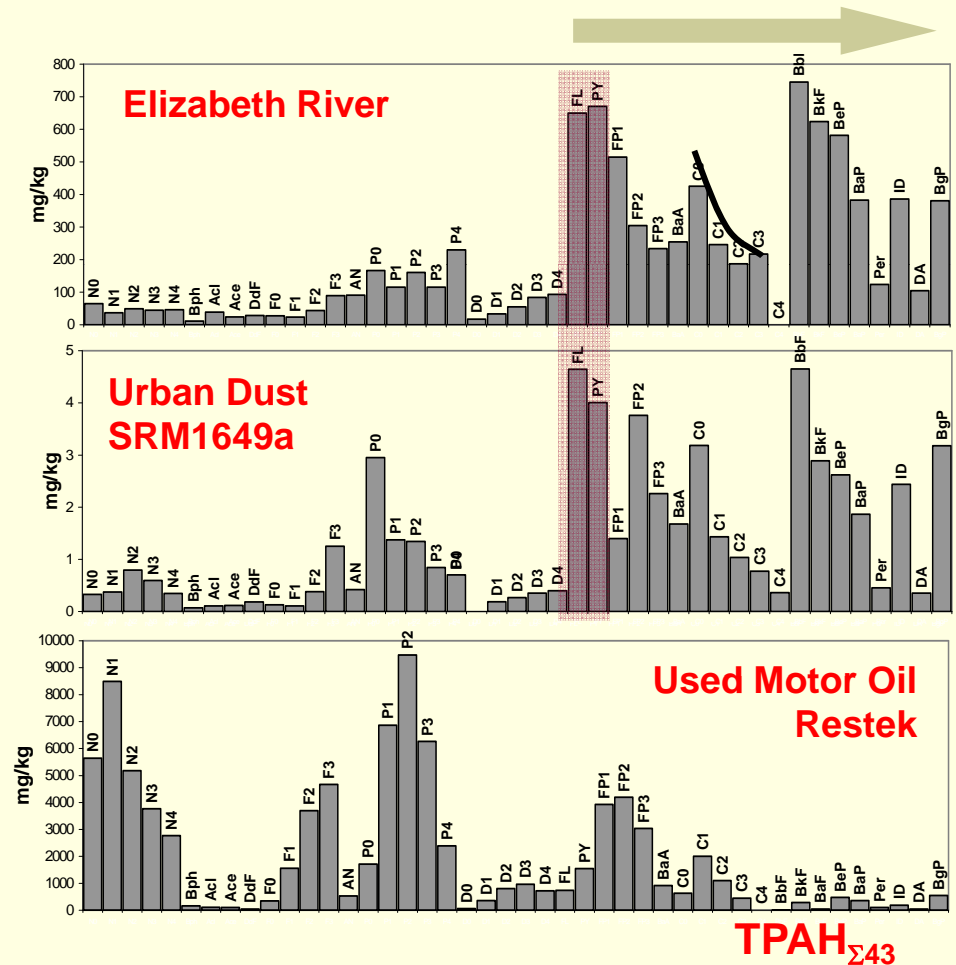 Elizabeth River
mg/kg
800
700
600
500
400
300
200
100
0
N0 N1 N2 N3 N4 Bph Acl Ace DdF F0 F1 F2 F3 AN P0 P1 P2 P3 P4 D0 D1 D2 D3 D4 FL PY FP1 FP2 FP3 BaA C0 C1 C2 C3 C4 BbF BkF BeP BaP Per ID DA BgP
Urban Dust
SRM1649a
mg/kg
5
4
3
2
1
0
N0 N1 N2 N3 N4 Bph Acl Ace DdF F0 F1 F2 F3 AN P0 P1 P2 P3 D1 D2 D3 D4 FL PY FP1 FP2 FP3 BaA C0 C1 C2 C3 C4 BbF BkF BeP BaP Per ID DA BgP
Used Motor Oil
Restek
mg/kg
10000
9000
8000
7000
6000
5000
4000
3000
2000
1000
0
N0 N1 N2 N3 N4 Bph Acl Ace DdF F0 F1 F2 F3 AN P0 P1 P2 P3 P4 D0 D1 D2 D3 D4 FL PY FP1 FP2 FP3 BaA C0 C1 C2 C3 C4 BbF BkF BaF BeP BaP Per ID DA BgP
TPAHΣ43